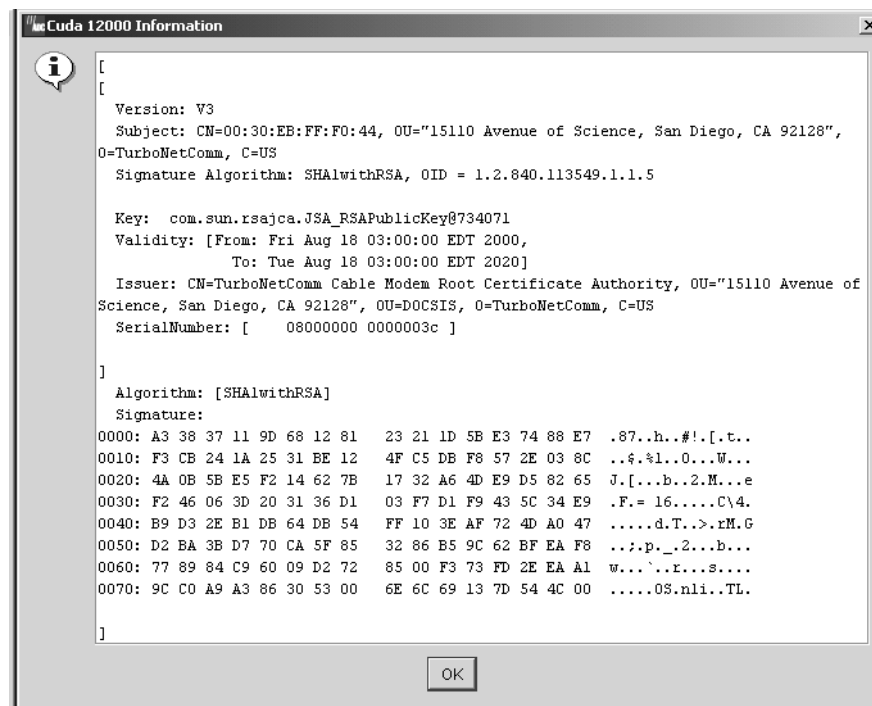 Cuda 12000 Information
[
[
Version: V3
Subject: CN=00:30:EB:FF:F0:44, OU="15110 Avenue of Science, San Diego, CA 92128",
O=TurboNetComm, C=US
Signature Algorithm: SHA1withRSA, OID = 1.2.840.113549.1.1.5
Key: com.sun.rsajca.JSA_RSAPublicKey@734071
Validity: [From: Fri Aug 18 03:00:00 EDT 2000,
To: Tue Aug 18 03:00:00 EDT 2020]
Issuer: CN=TurboNetComm Cable Modem Root Certificate Authority, OU="15110 Avenue of
Science, San Diego, CA 92128", OU=DOCSIS, O=TurboNetComm, C=US
SerialNumber: [ 08000000 0000003c ]
]
Algorithm: [SHA1withRSA]
Signature:
0000: A3 38 37 11 9D 68 12 81 23 21 1D 5B E3 74 88 E7 .87..h..#!.[.t..
0010: F3 CB 24 1A 25 31 BE 12 4F C5 DB F8 57 2E 03 8C ..$.%1..O...W...
0020: 4A 0B 5B E5 F2 14 62 7B 17 32 A6 4D E9 D5 82 65 J.[...b..2.M...e
0030: F2 46 06 3D 20 31 36 D1 03 F7 D1 F9 43 5C 34 E9 .F.= 16.....C\4.
0040: B9 D3 2E B1 DB 64 DB 54 FF 10 3E AF 72 4D A0 47 .....d.T..>.rM.G
0050: D2 BA 3B D7 70 CA 5F 85 32 86 B5 9C 62 BF EA F8 ..;.p._.2...b...
0060: 77 89 84 C9 60 09 D2 72 85 00 F3 73 FD 2E EA A1 w...`..r...s....
0070: 9C C0 A9 A3 86 30 53 00 6E 6C 69 13 7D 54 4C 00 .....0S.nli..TL.
]
OK